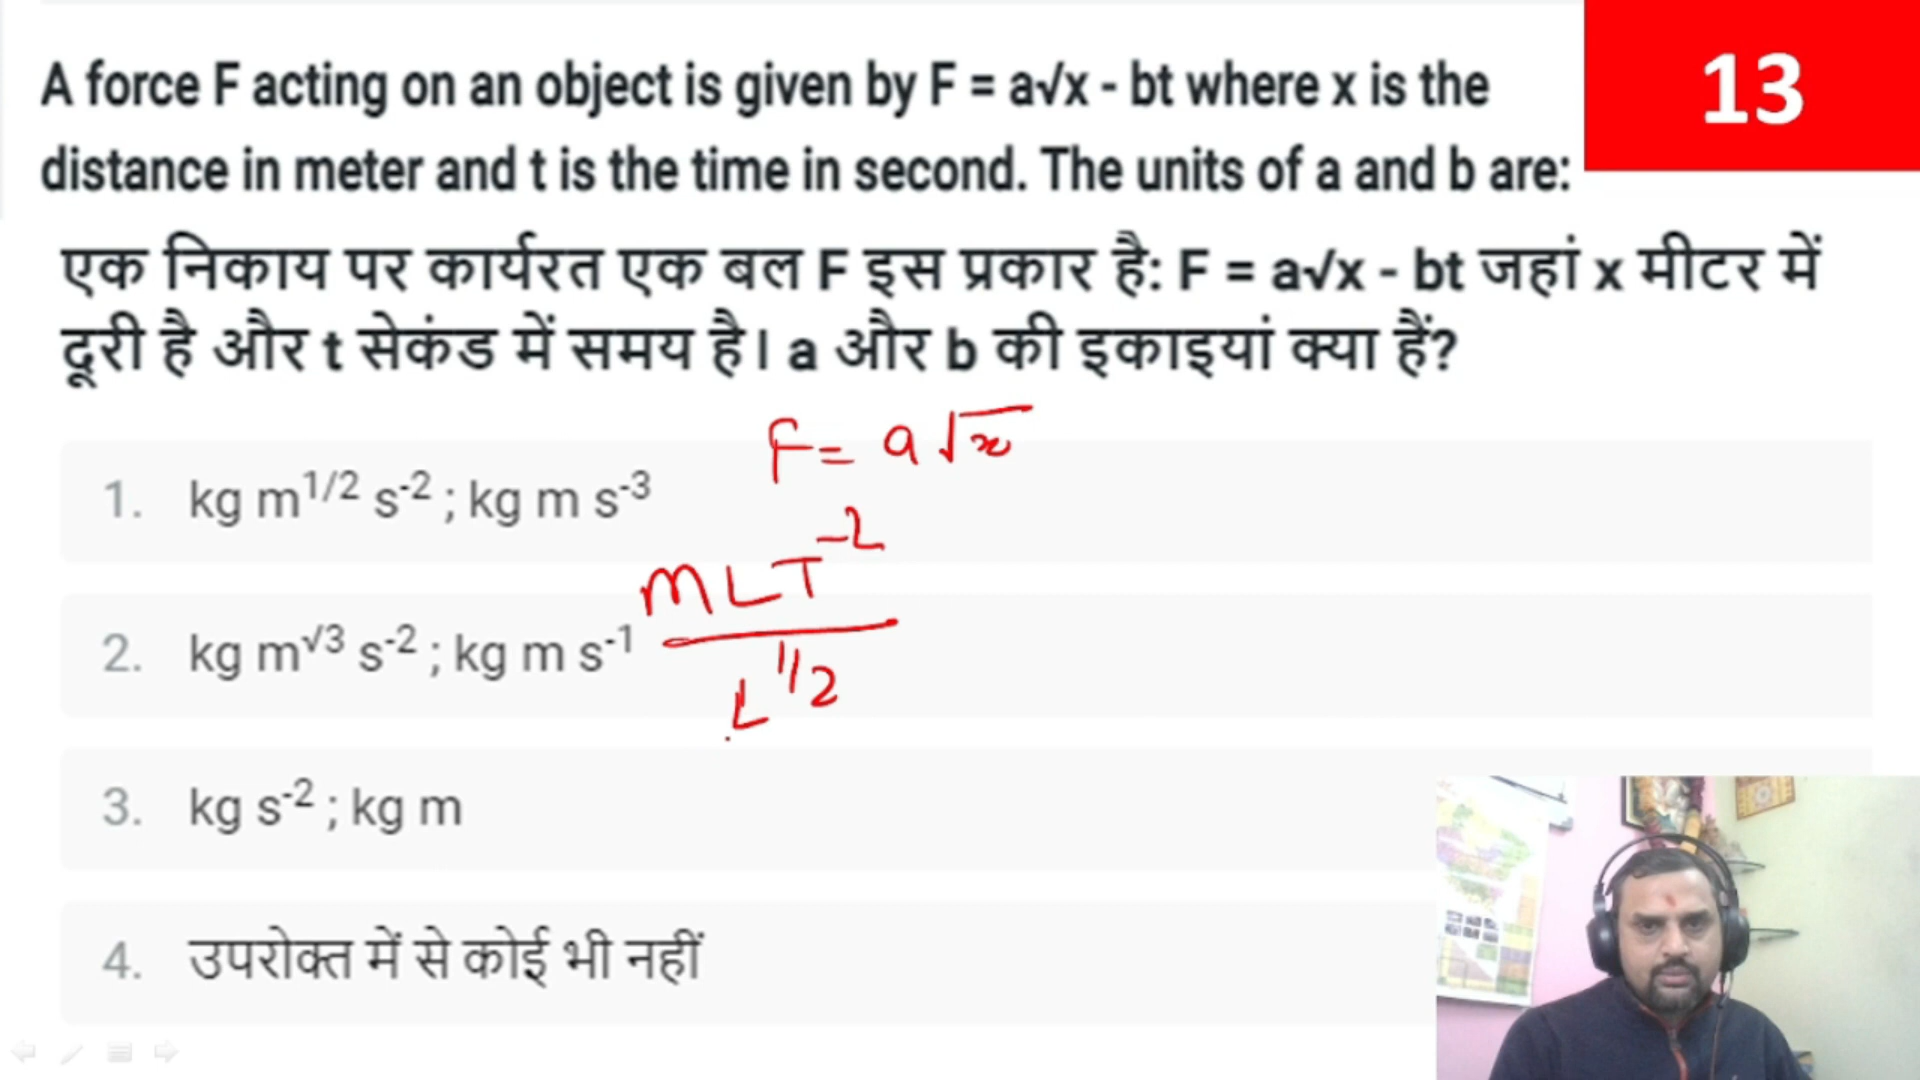 A force F acting on an object is given by F = a√x - bt where x is the
13
distance in meter and t is the time in second. The units of a and b are:
एक निकाय पर कार्यरत एक बल F इस प्रकार है: F = a√x - bt जहां x मीटर में
दूरी है और t सेकंड में समय है। a और b की इकाइयां क्या हैं?
F = a √x
1. kg m^1/2 s^-2 ; kg m s^-3
MLT^-2
2. kg m^√3 s^-2 ; kg m s^-1
L^1/2
3. kg s^-2 ; kg m
4. उपरोक्त में से कोई भी नहीं